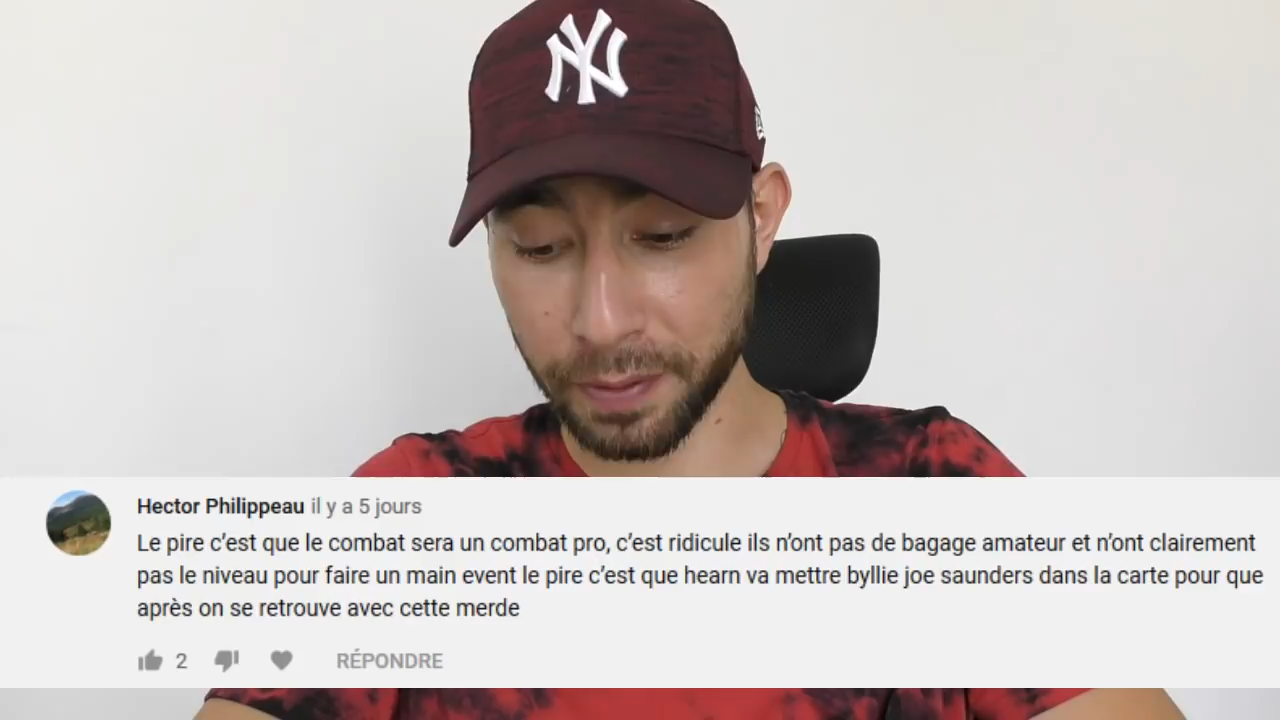 NY
Hector Philippeau il y a 5 jours
Le pire c’est que le combat sera un combat pro, c’est ridicule ils n’ont pas de bagage amateur et n’ont clairement
pas le niveau pour faire un main event le pire c’est que hearn va mettre byllie joe saunders dans la carte pour que
après on se retrouve avec cette merde
2
RÉPONDRE